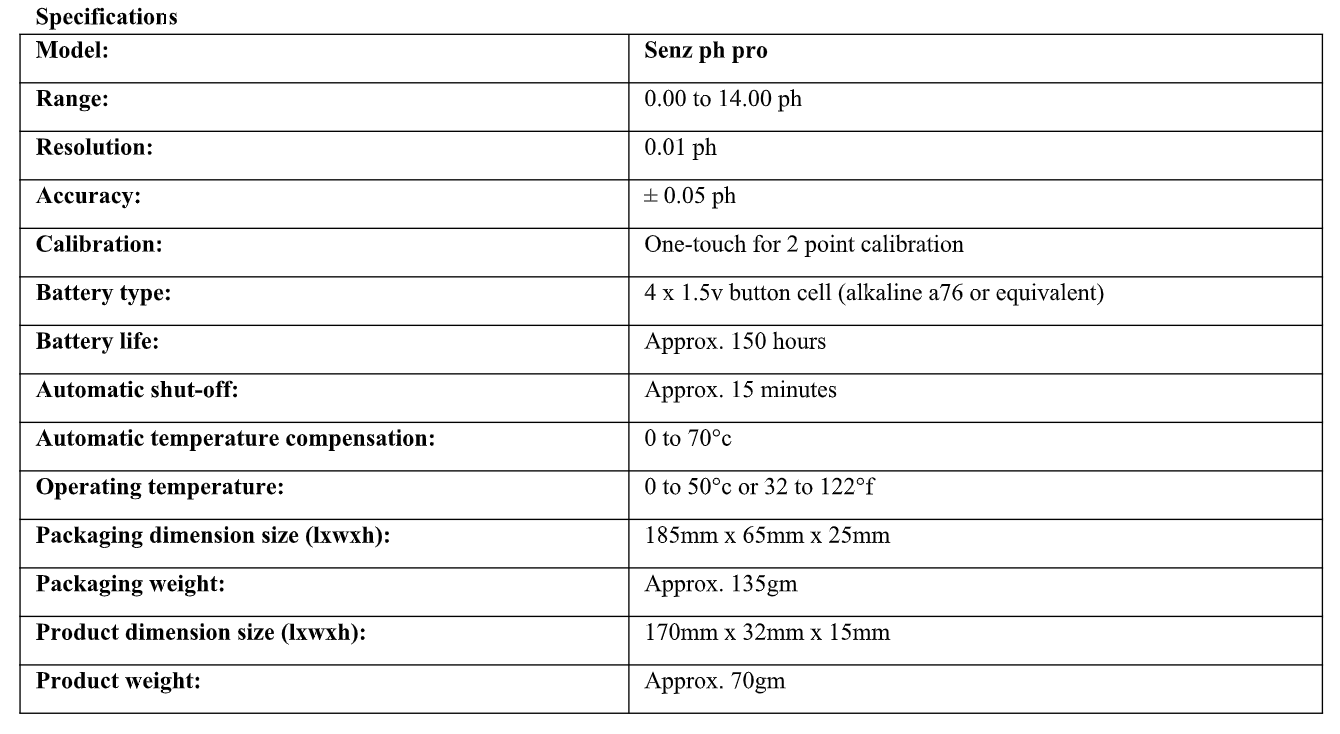 Specifications
Model: Senz ph pro
Range: 0.00 to 14.00 ph
Resolution: 0.01 ph
Accuracy: ± 0.05 ph
Calibration: One-touch for 2 point calibration
Battery type: 4 x 1.5v button cell (alkaline a76 or equivalent)
Battery life: Approx. 150 hours
Automatic shut-off: Approx. 15 minutes
Automatic temperature compensation: 0 to 70°c
Operating temperature: 0 to 50°c or 32 to 122°f
Packaging dimension size (lxwxh): 185mm x 65mm x 25mm
Packaging weight: Approx. 135gm
Product dimension size (lxwxh): 170mm x 32mm x 15mm
Product weight: Approx. 70gm